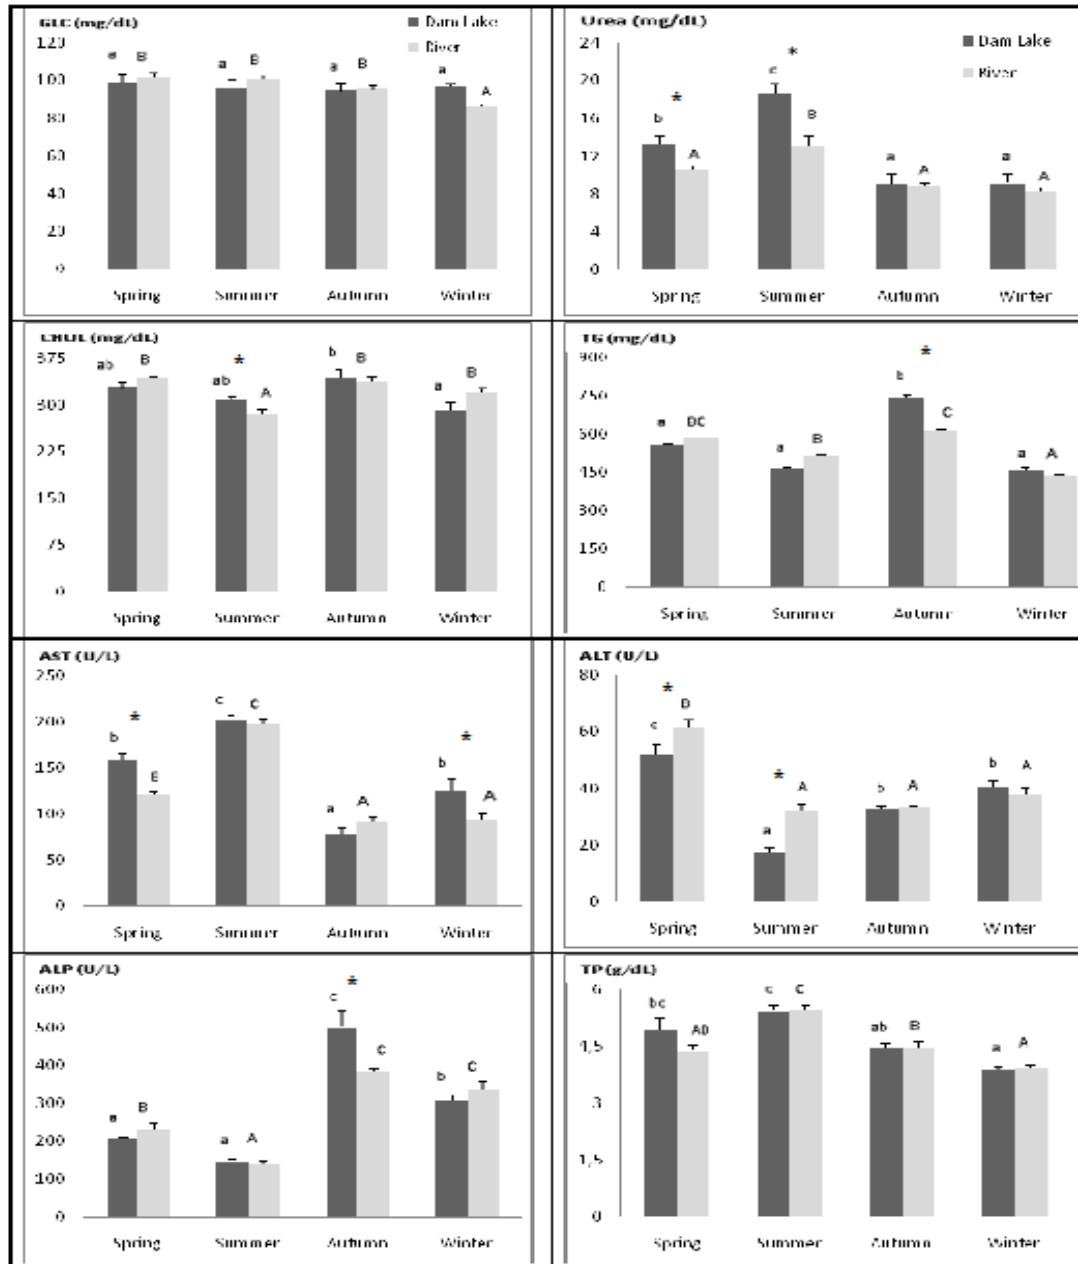 GLC (mg/dL)
Dam Lake
River
120
100
80
60
40
20
0
a B a B a B a A
Spring Summer Autumn Winter
Urea (mg/dL)
Dam Lake
River
24
20
16
12
8
4
0
b * A c * B a A a A
Spring Summer Autumn Winter
CHOL (mg/dL)
375
300
225
150
75
0
ab B ab * A b B a B
Spring Summer Autumn Winter
TG (mg/dL)
900
750
600
450
300
150
0
a BC a B b * C a A
Spring Summer Autumn Winter
AST (U/L)
250
200
150
100
50
0
b * B c C a A b * A
Spring Summer Autumn Winter
ALT (U/L)
80
60
40
20
0
c * B a * A b A b A
Spring Summer Autumn Winter
ALP (U/L)
600
500
400
300
200
100
0
a B a A c * C b C
Spring Summer Autumn Winter
TP (g/dL)
6
4,5
3
1,5
0
bc AB c C ab B a A
Spring Summer Autumn Winter